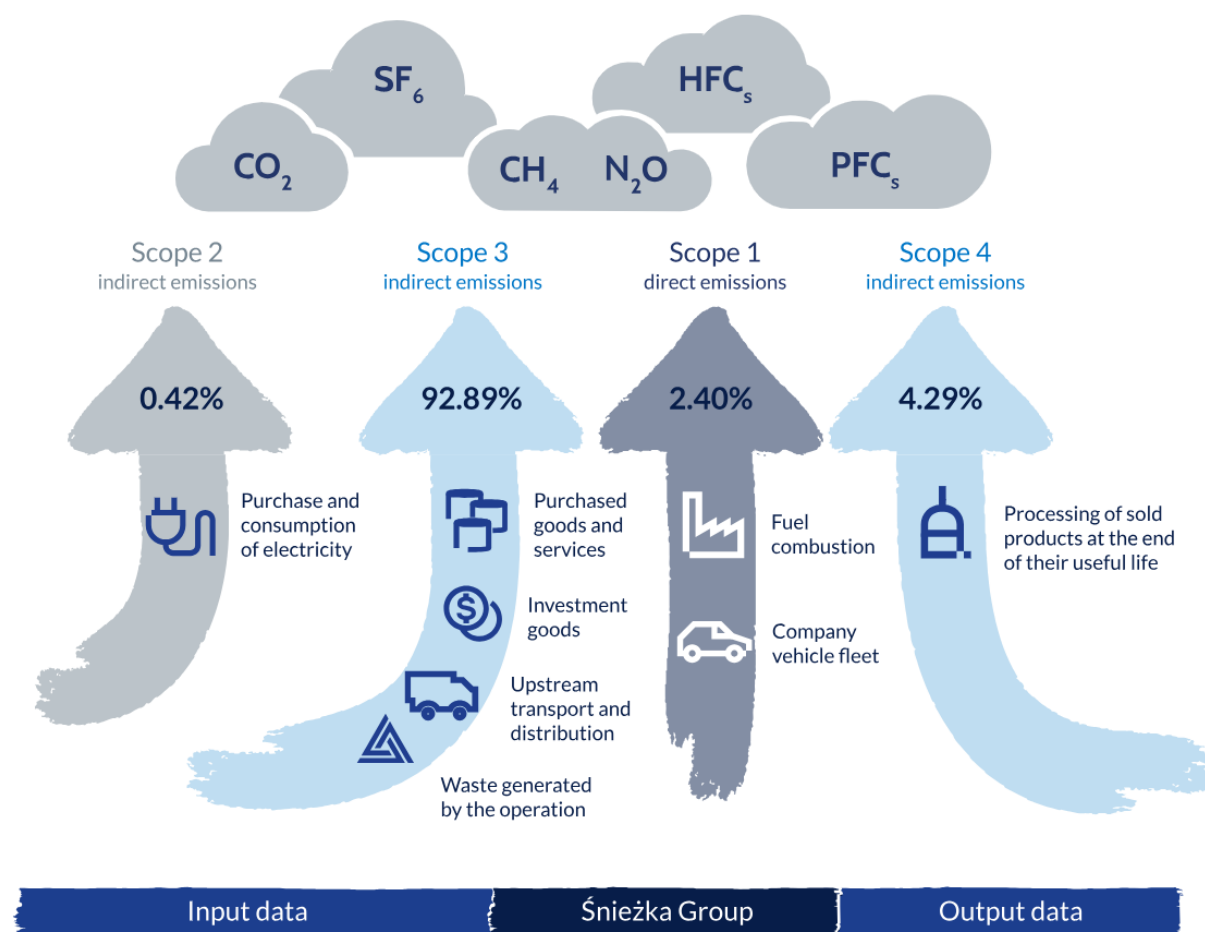 SF6
HFCs
CO2
CH4
N2O
PFCs
Scope 2
indirect emissions
Scope 3
indirect emissions
Scope 1
direct emissions
Scope 4
indirect emissions
0.42%
92.89%
2.40%
4.29%
Purchase and
consumption
of electricity
Purchased
goods and
services
Investment
goods
Upstream
transport and
distribution
Waste generated
by the operation
Fuel
combustion
Company
vehicle fleet
Processing of sold
products at the end
of their useful life
Input data
Śnieżka Group
Output data